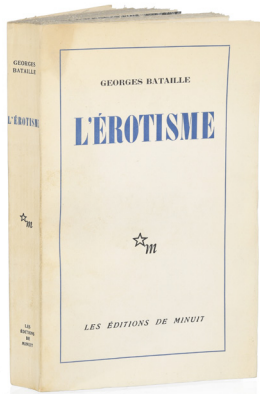 GEORGES
BATAILLE
L'ÉROTISME
m
LES
ÉDITIONS
DE
MINUIT
GEORGES BATAILLE
L'ÉROTISME
m
LES ÉDITIONS DE MINUIT